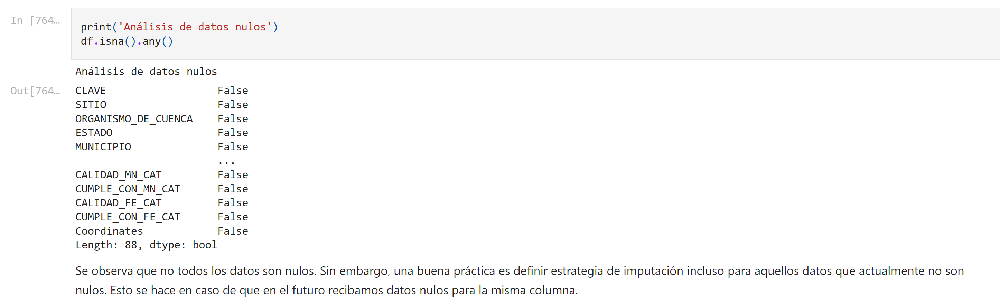 In [764…
print('Análisis de datos nulos')
df.isna().any()
Análisis de datos nulos
Out[764…
CLAVE                  False
SITIO                  False
ORGANISMO_DE_CUENCA    False
ESTADO                 False
MUNICIPIO              False
                       ...
CALIDAD_MN_CAT         False
CUMPLE_CON_MN_CAT      False
CALIDAD_FE_CAT         False
CUMPLE_CON_FE_CAT      False
Coordinates            False
Length: 88, dtype: bool
Se observa que no todos los datos son nulos. Sin embargo, una buena práctica es definir estrategia de imputación incluso para aquellos datos que actualmente no son
nulos. Esto se hace en caso de que en el futuro recibamos datos nulos para la misma columna.